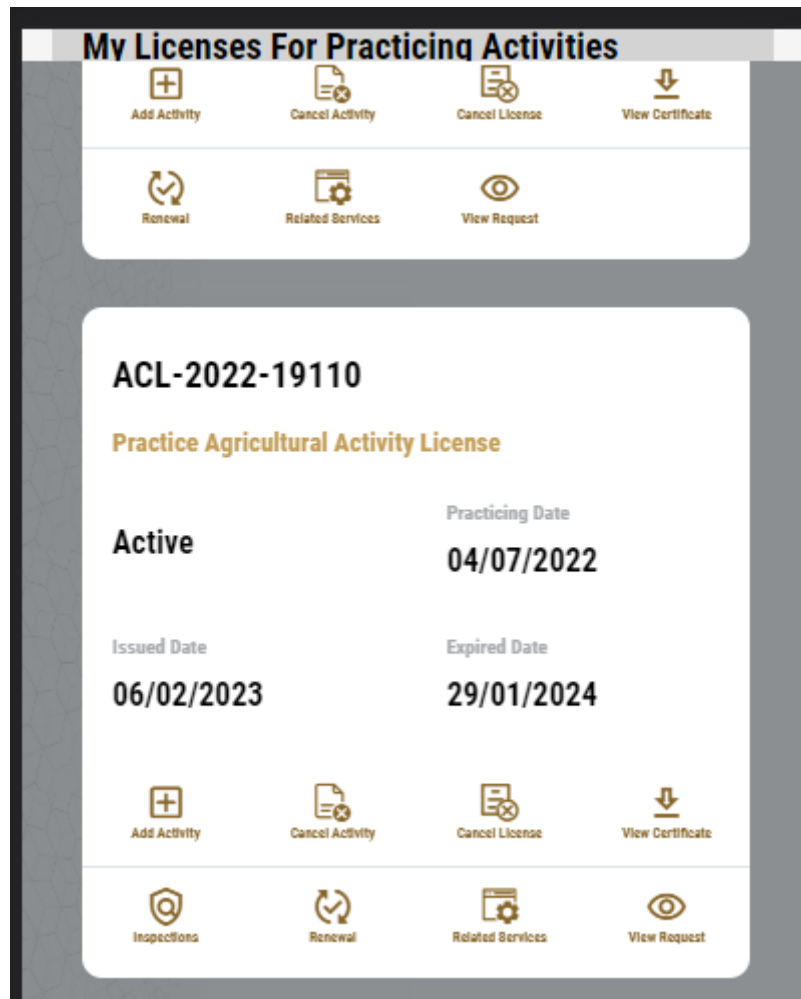 My Licenses For Practicing Activities
Add Activity
Cancel Activity
Cancel License
View Certificate
Renewal
Related Services
View Request
ACL-2022-19110
Practice Agricultural Activity License
Active
Practicing Date
04/07/2022
Issued Date
06/02/2023
Expired Date
29/01/2024
Add Activity
Cancel Activity
Cancel License
View Certificate
Inspections
Renewal
Related Services
View Request